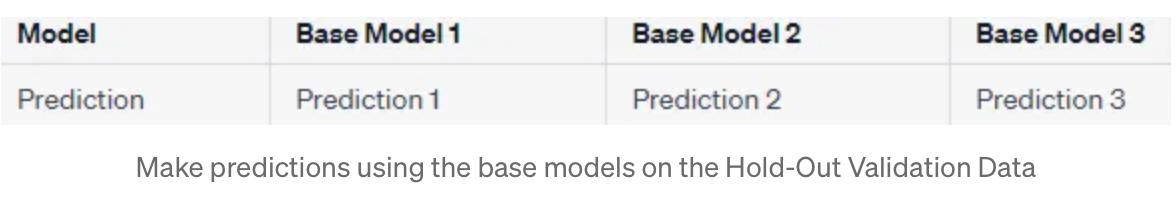 Model Base Model 1 Base Model 2 Base Model 3
Prediction Prediction 1 Prediction 2 Prediction 3
Make predictions using the base models on the Hold-Out Validation Data